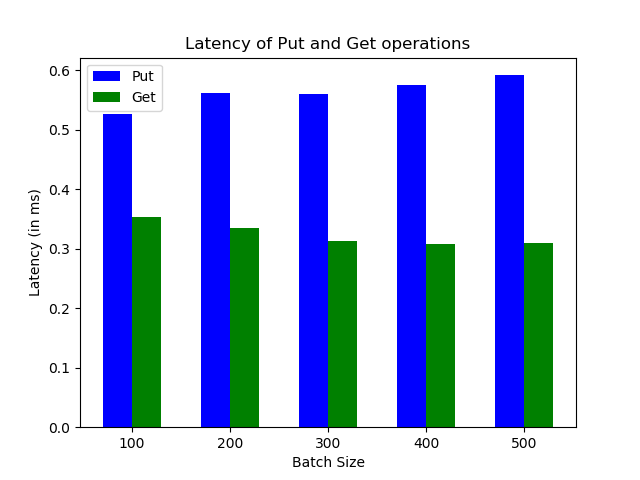 Latency of Put and Get operations
Put
Get
Latency (in ms)
0.6
0.5
0.4
0.3
0.2
0.1
0.0
100 200 300 400 500
Batch Size